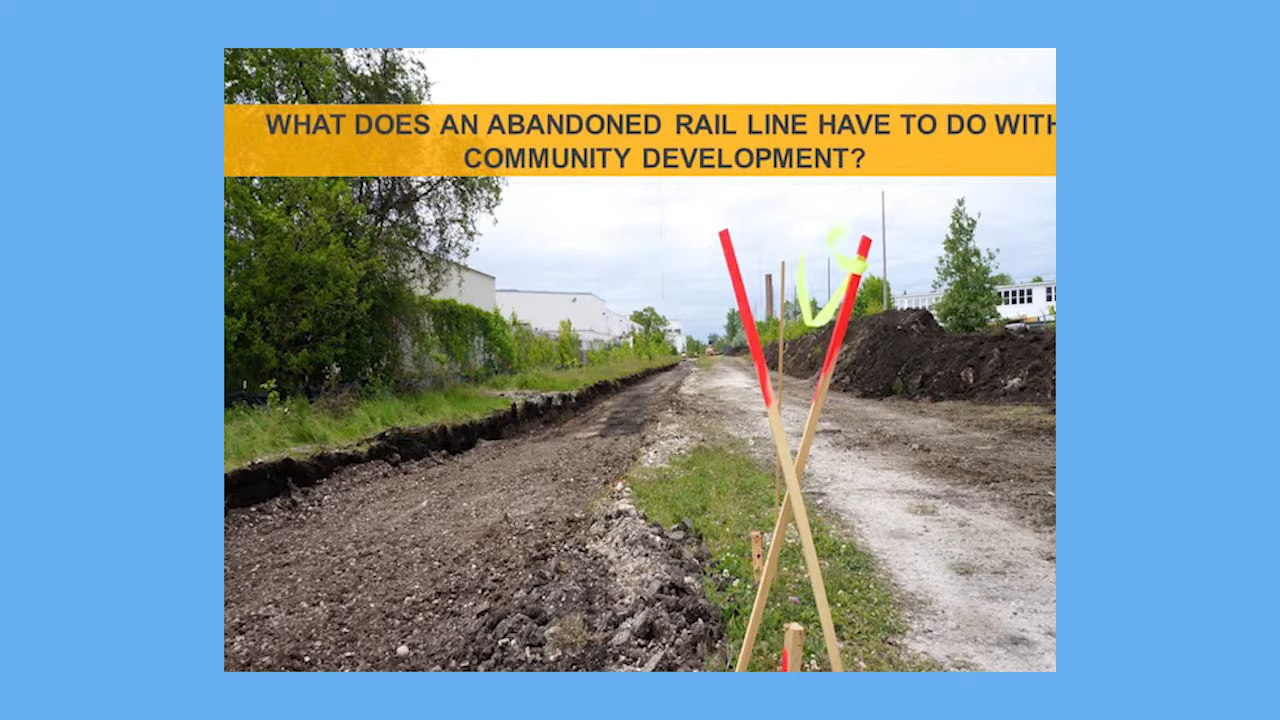 WHAT DOES AN ABANDONED RAIL LINE HAVE TO DO WITH
COMMUNITY DEVELOPMENT?